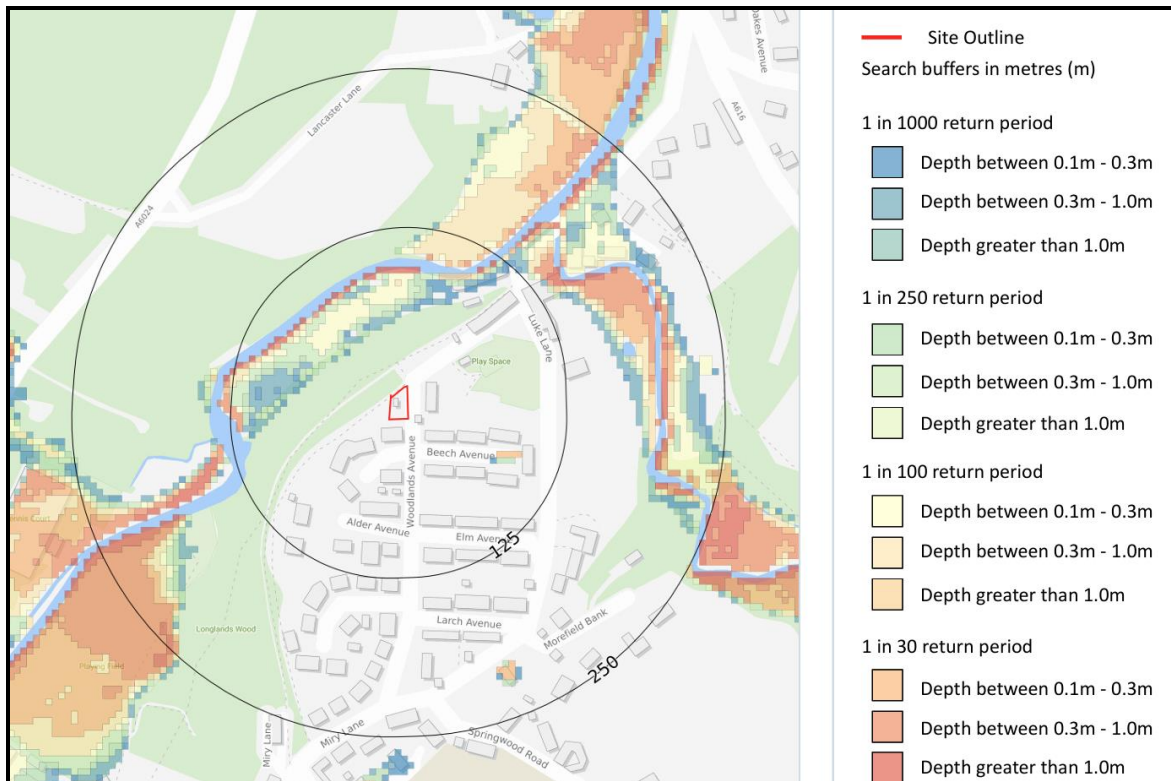 Lancaster Lane
Oakes Avenue
A616
A6024
Luke Lane
Play Space
Beech Avenue
Woodlands Avenue
Alder Avenue
Elm Avenue
125
Larch Avenue
Longlands Wood
Morefield Bank
Playing Field
250
Miry Lane
Miry Lane
Springwood Road
Site Outline
Search buffers in metres (m)
1 in 1000 return period
Depth between 0.1m - 0.3m
Depth between 0.3m - 1.0m
Depth greater than 1.0m
1 in 250 return period
Depth between 0.1m - 0.3m
Depth between 0.3m - 1.0m
Depth greater than 1.0m
1 in 100 return period
Depth between 0.1m - 0.3m
Depth between 0.3m - 1.0m
Depth greater than 1.0m
1 in 30 return period
Depth between 0.1m - 0.3m
Depth between 0.3m - 1.0m
Depth greater than 1.0m